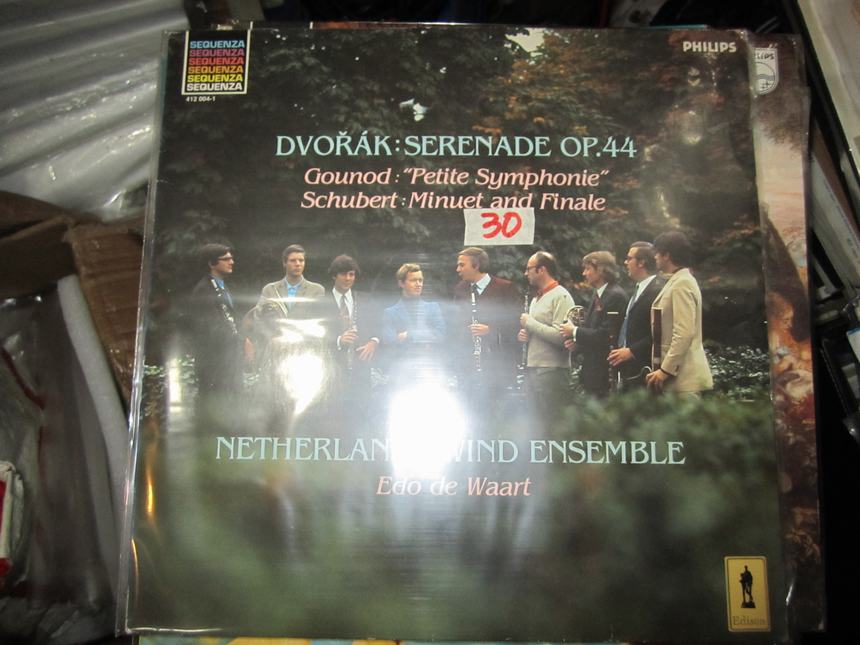 SEQUENZA
SEQUENZA
SEQUENZA
SEQUENZA
SEQUENZA
SEQUENZA
412 004-1
PHILIPS
DVOŘÁK: SERENADE OP.44
Gounod: "Petite Symphonie"
Schubert: Minuet and Finale
30
NETHERLAN WIND ENSEMBLE
Edo de Waart
Edison